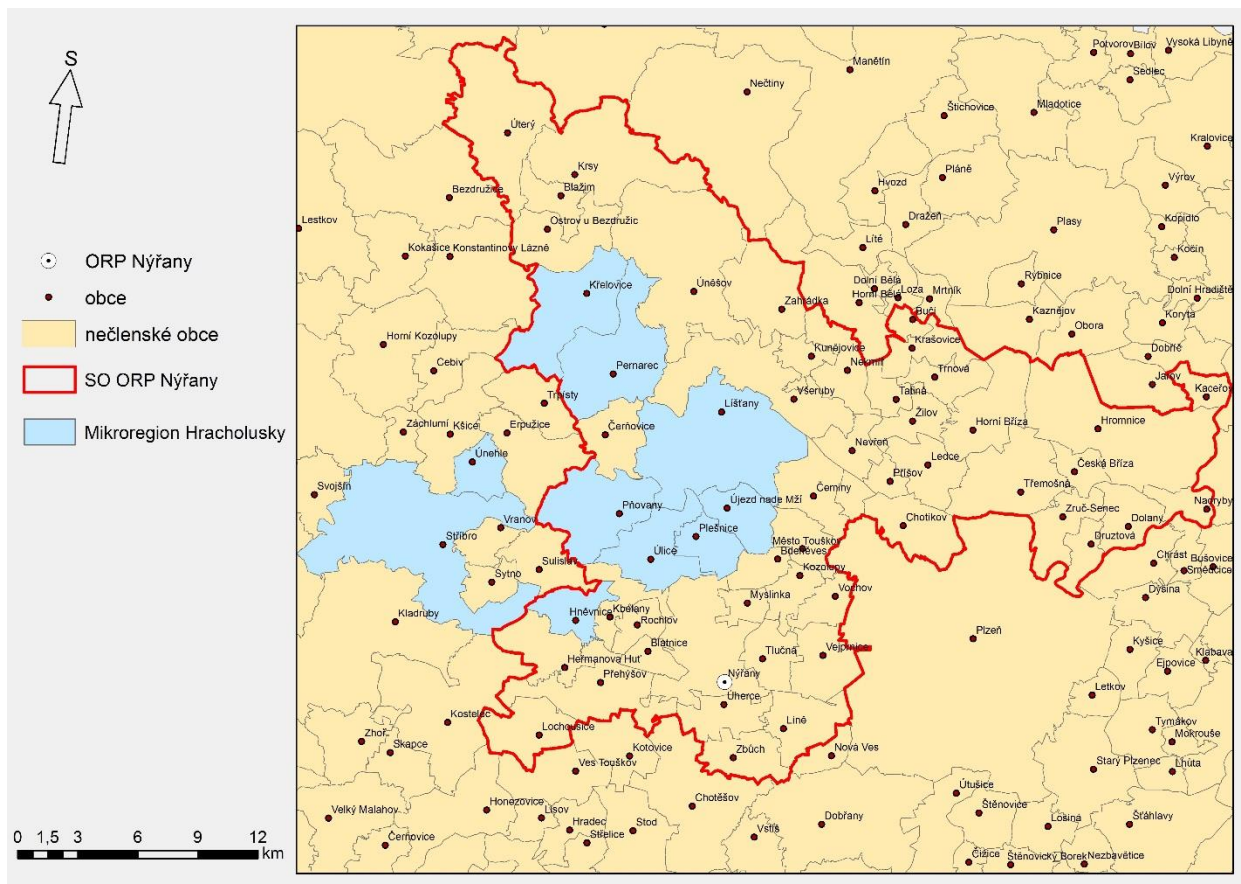 S
ORP Nýřany
obce
nečlenské obce
SO ORP Nýřany
Mikroregion Hracholusky
0 1,5 3 6 9 12
km
Potvorov Bílov Vysoká Libyně
Manětín
Sedlec
Nečtiny
Štichovice
Mladotice
Úterý
Kralovice
Krsy
Pláně
Hvozd
Výrov
Bezdružice
Blažim
Lestkov
Ostrov u Bezdružic
Dražeň
Plasy
Kopidlo
Líté
Kočín
Kokašice Konstantinovy Lázně
Dolní Bělá
Rybnice
Křelovice
Úněšov
Loza Mrtník
Dolní Hradiště
Horní Bělá
Zahrádka
Bučí
Kaznějov
Koryta
Obora
Horní Kozolupy
Kunějovice
Krašovice
Dobříč
Cebiv
Pernarec
Nekmíř
Trnová
Jarov
Kaceřov
Trpísty
Všeruby
Tatiná
Líšťany
Žilov
Záchlumí
Kšice
Erpužice
Čerňovice
Horní Bříza
Hromnice
Únehle
Nevřeň
Ledce
Příšov
Česká Bříza
Svojšín
Třemošná
Čeminy
Pňovany
Újezd nade Mží
Nadryby
Vranov
Chotíkov
Zruč-Senec
Dolany
Stříbro
Plešnice
Město Touškov
Druztová
Úlice
Bdeněves
Chrást
Bušovice
Sulislav
Kozolupy
Smědčice
Sytno
Vochov
Dýšina
Myslinka
Kladruby
Hněvnice
Kbelany
Rochlov
Plzeň
Blatnice
Kyšice
Tlučná
Vejprnice
Klabava
Heřmanova Huť
Ejpovice
Přehýšov
Nýřany
Letkov
Úherce
Kostelec
Lochousice
Líně
Tymákov
Zhoř
Mokrouše
Skapce
Kotovice
Zbůch
Nová Ves
Ves Touškov
Starý Plzenec
Lhůta
Útušice
Velký Malahov
Honezovice
Lisov
Chotěšov
Štěnovice
Hradec
Stod
Dobřany
Losiná
Šťáhlavy
Černovice
Střelice
Vstiš
Čižice
Štěnovický Borek
Nezbavětice